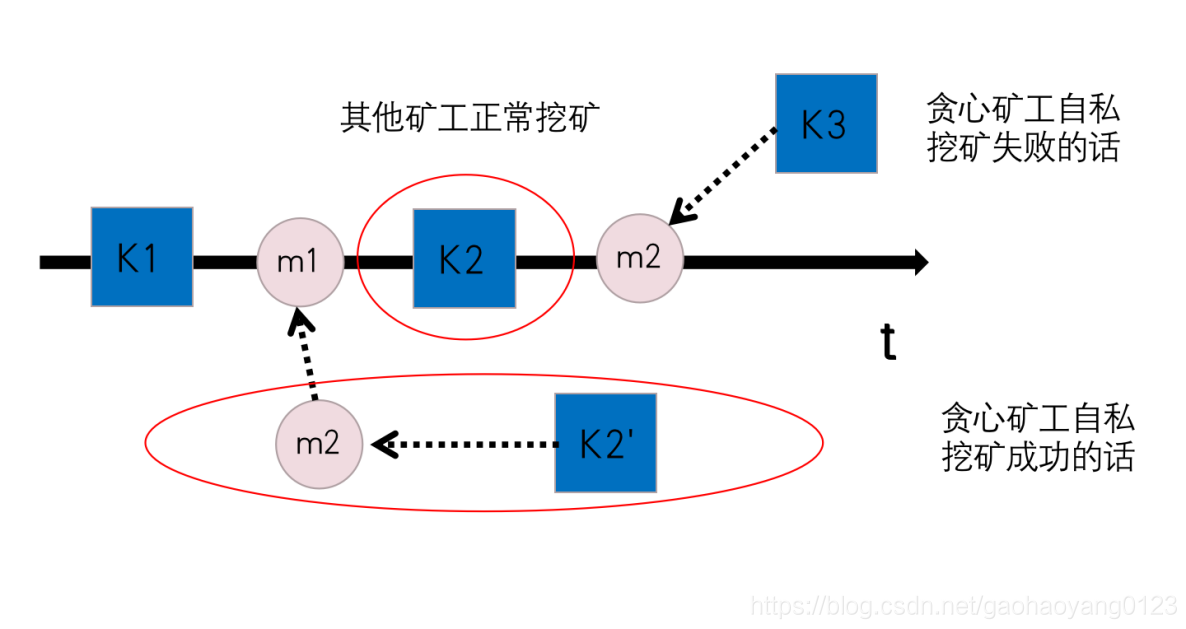 其他矿工正常挖矿
K3
贪心矿工自私
挖矿失败的话
K1
m1
K2
m2
t
m2
K2'
贪心矿工自私
挖矿成功的话
https://blog.csdn.net/gaohaoyang0123